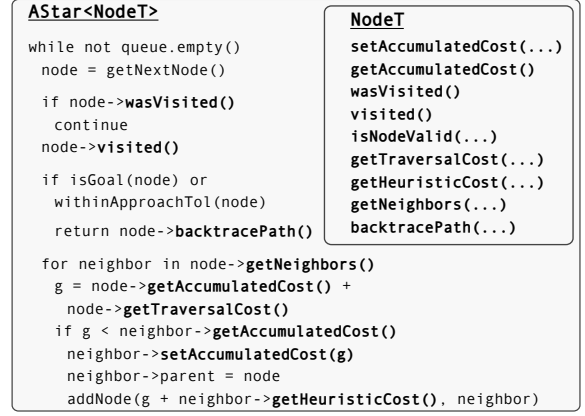 AStar<NodeT>
while not queue.empty()
node = getNextNode()
if node->wasVisited()
continue
node->visited()
if isGoal(node) or
withinApproachTol(node)
return node->backtracePath()
for neighbor in node->getNeighbors()
g = node->getAccumulatedCost() +
node->getTraversalCost()
if g < neighbor->getAccumulatedCost()
neighbor->setAccumulatedCost(g)
neighbor->parent = node
addNode(g + neighbor->getHeuristicCost(), neighbor)
NodeT
setAccumulatedCost(...)
getAccumulatedCost()
wasVisited()
visited()
isNodeValid(...)
getTraversalCost(...)
getHeuristicCost(...)
getNeighbors(...)
backtracePath(...)